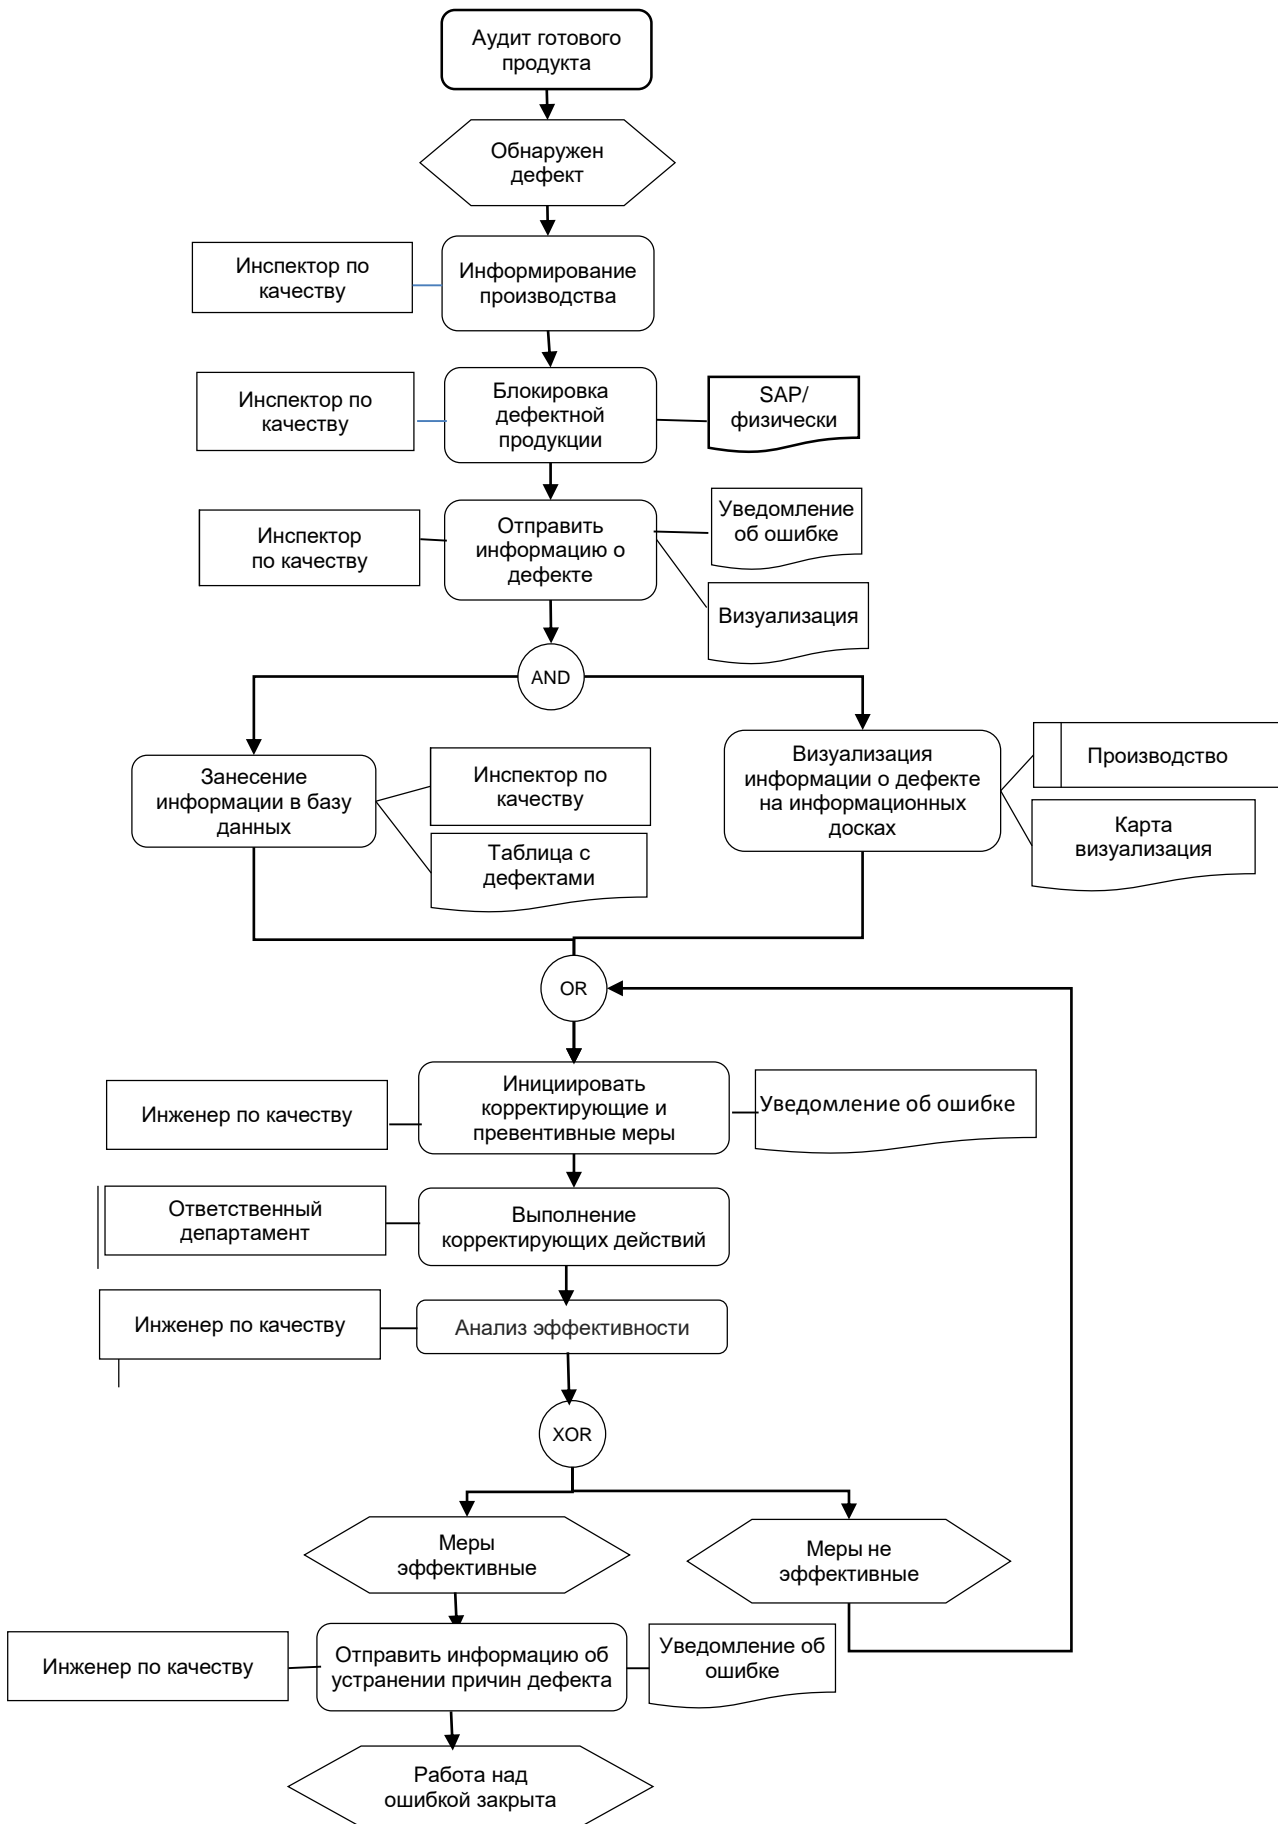 Аудит готового
продукта
Обнаружен
дефект
Инспектор по
качеству
Информирование
производства
Инспектор по
качеству
Блокировка
дефектной
продукции
SAP/
физически
Инспектор
по качеству
Отправить
информацию о
дефекте
Уведомление
об ошибке
Визуализация
AND
Занесение
информации в базу
данных
Инспектор по
качеству
Таблица с
дефектами
Визуализация
информации о дефекте
на информационных
досках
Производство
Карта
визуализация
OR
Инженер по качеству
Инициировать
корректирующие и
превентивные меры
Уведомление об ошибке
Ответственный
департамент
Выполнение
корректирующих действий
Инженер по качеству
Анализ эффективности
XOR
Меры
эффективные
Меры не
эффективные
Инженер по качеству
Отправить информацию об
устранении причин дефекта
Уведомление об
ошибке
Работа над
ошибкой закрыта